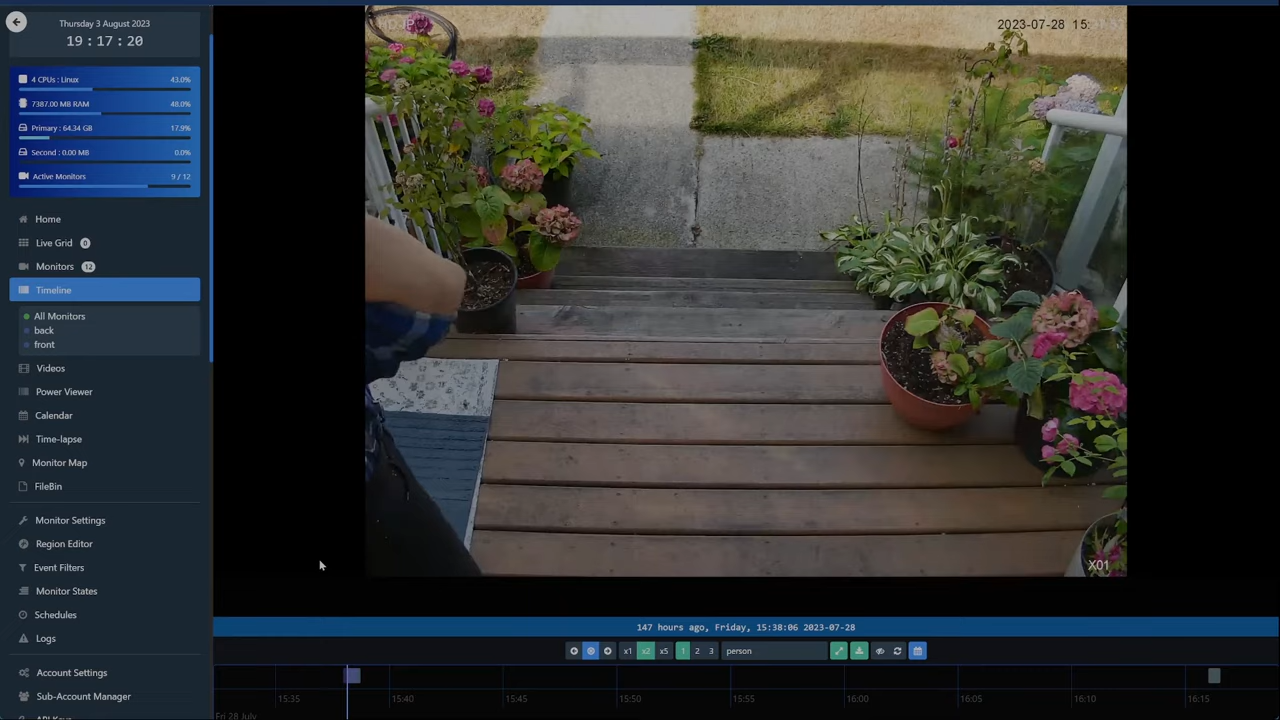 Thursday 3 August 2023
19:17:20
4 CPUs : Linux 43.0%
7387.00 MB RAM 48.0%
Primary : 64.34 GB 17.9%
Second : 0.00 MB 0.0%
Active Monitors 9 / 12
Home
Live Grid 0
Monitors 12
Timeline
All Monitors
back
front
Videos
Power Viewer
Calendar
Time-lapse
Monitor Map
FileBin
Monitor Settings
Region Editor
Event Filters
Monitor States
Schedules
Logs
Account Settings
Sub-Account Manager
2023-07-28 15:
X01
147 hours ago, Friday, 15:38:06 2023-07-28
x1 x2 x5 1 2 3 person
15:35 15:40 15:45 15:50 15:55 16:00 16:05 16:10 16:15
Fri 28 July